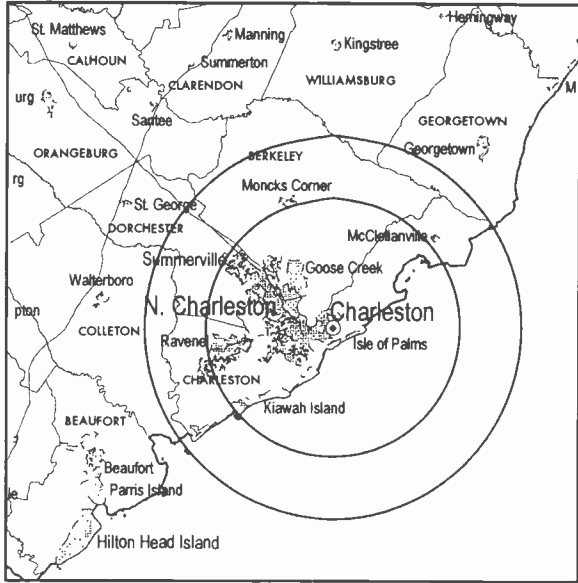 Hemingway
St. Matthews
Manning
Kingstree
CALHOUN
Summerton
CLARENDON
WILLIAMSBURG
M
urg
Santee
GEORGETOWN
ORANGEBURG
BERKELEY
Georgetown
rg
Moncks Corner
St. George
DORCHESTER
McClellanville
Summerville
Goose Creek
Walterboro
N. Charleston
Charleston
pton
COLLETON
Ravenel
Isle of Palms
CHARLESTON
Kiawah Island
BEAUFORT
Beaufort
Parris Island
le
Hilton Head Island